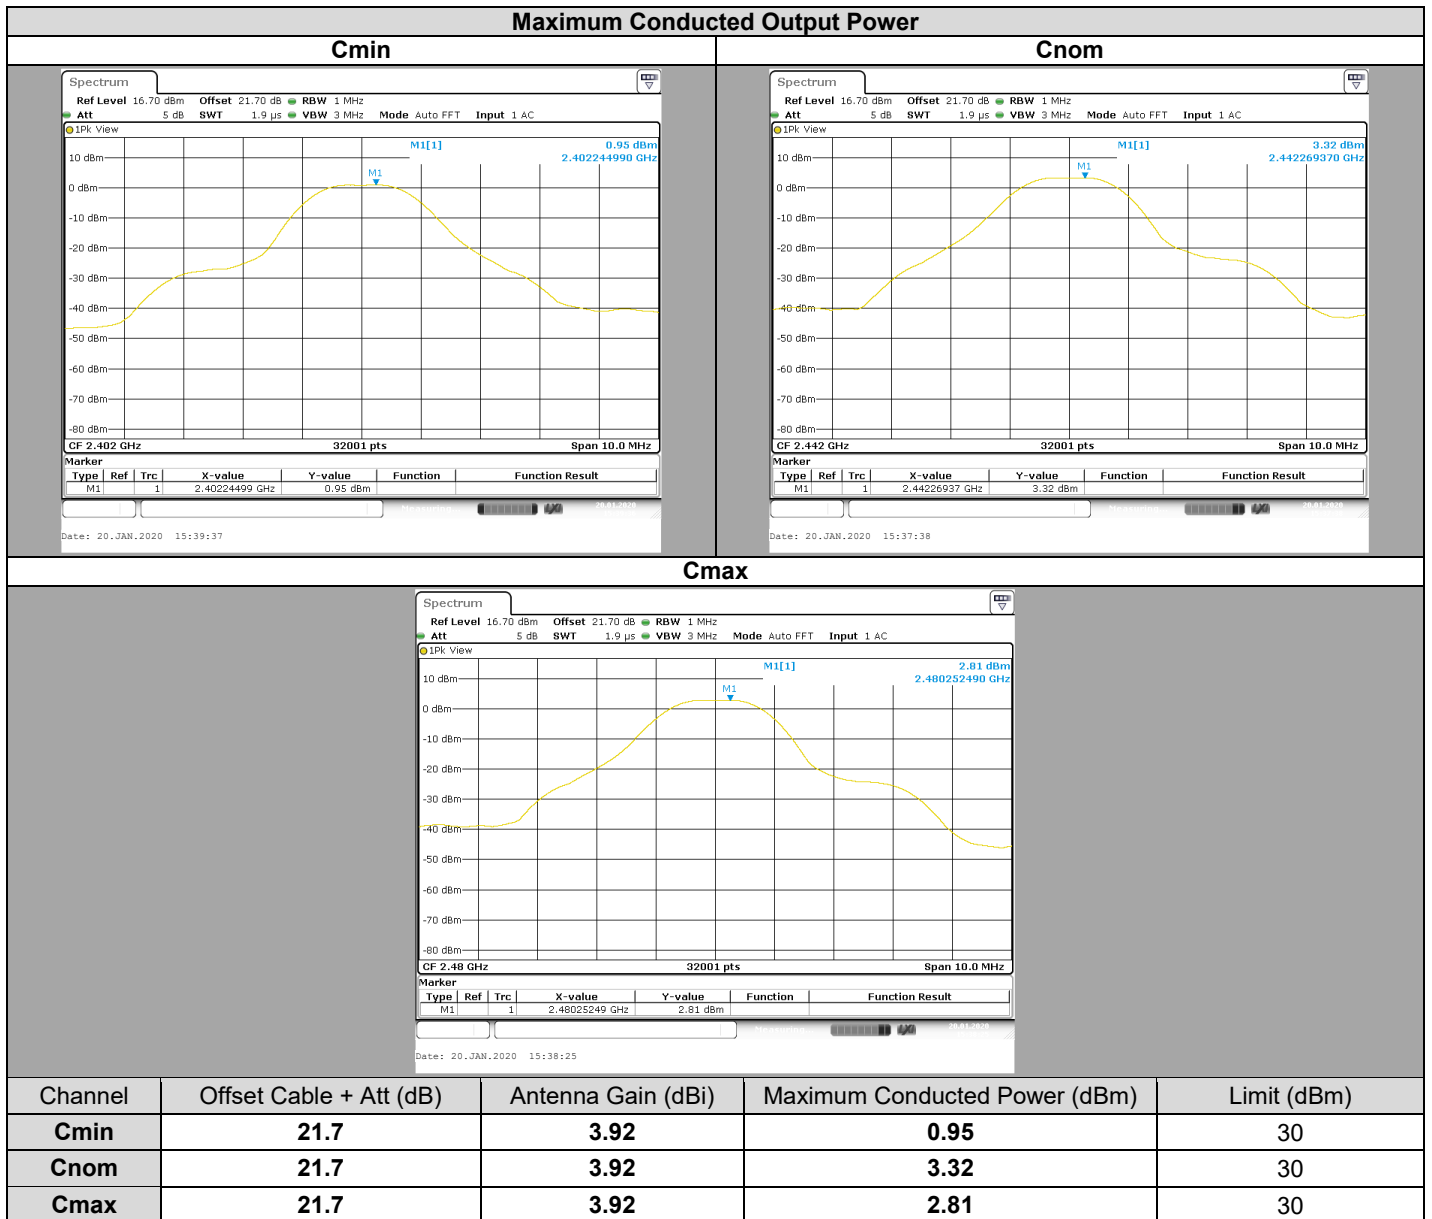 Maximum Conducted Output Power
Cmin
Cnom
Spectrum
Ref Level 16.70 dBm Offset 21.70 dB RBW 1 MHz
Att 5 dB SWT 1.9 µs VBW 3 MHz Mode Auto FFT Input 1 AC
1Pk View
M1[1] 0.95 dBm
2.402244990 GHz
M1
10 dBm
0 dBm
-10 dBm
-20 dBm
-30 dBm
-40 dBm
-50 dBm
-60 dBm
-70 dBm
-80 dBm
CF 2.402 GHz 32001 pts Span 10.0 MHz
Marker
Type Ref Trc X-value Y-value Function Function Result
M1 1 2.40224499 GHz 0.95 dBm
Measuring 20.01.2020
Date: 20.JAN.2020 15:39:37
Spectrum
Ref Level 16.70 dBm Offset 21.70 dB RBW 1 MHz
Att 5 dB SWT 1.9 µs VBW 3 MHz Mode Auto FFT Input 1 AC
1Pk View
M1[1] 3.32 dBm
2.442269370 GHz
M1
10 dBm
0 dBm
-10 dBm
-20 dBm
-30 dBm
-40 dBm
-50 dBm
-60 dBm
-70 dBm
-80 dBm
CF 2.442 GHz 32001 pts Span 10.0 MHz
Marker
Type Ref Trc X-value Y-value Function Function Result
M1 1 2.44226937 GHz 3.32 dBm
Measuring 20.01.2020
Date: 20.JAN.2020 15:37:38
Cmax
Spectrum
Ref Level 16.70 dBm Offset 21.70 dB RBW 1 MHz
Att 5 dB SWT 1.9 µs VBW 3 MHz Mode Auto FFT Input 1 AC
1Pk View
M1[1] 2.81 dBm
2.480252490 GHz
M1
10 dBm
0 dBm
-10 dBm
-20 dBm
-30 dBm
-40 dBm
-50 dBm
-60 dBm
-70 dBm
-80 dBm
CF 2.48 GHz 32001 pts Span 10.0 MHz
Marker
Type Ref Trc X-value Y-value Function Function Result
M1 1 2.48025249 GHz 2.81 dBm
Measuring 20.01.2020
Date: 20.JAN.2020 15:38:25
Channel Offset Cable + Att (dB) Antenna Gain (dBi) Maximum Conducted Power (dBm) Limit (dBm)
Cmin 21.7 3.92 0.95 30
Cnom 21.7 3.92 3.32 30
Cmax 21.7 3.92 2.81 30